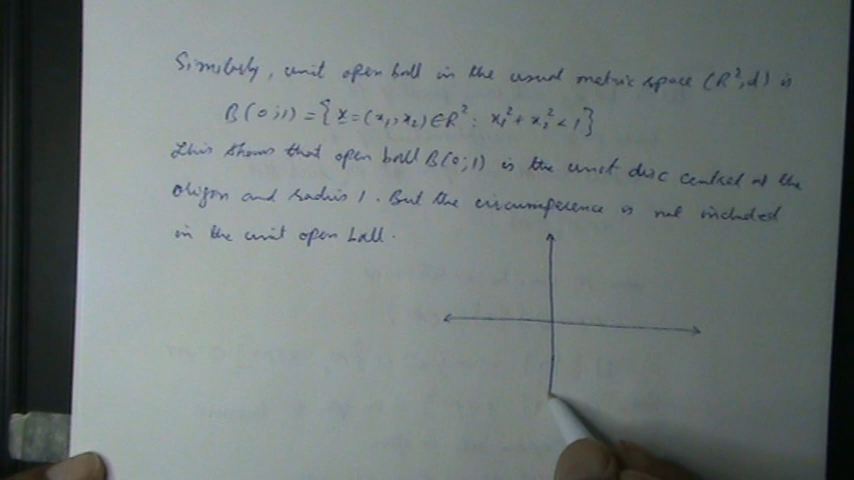 Similarly, unit open ball in the usual metric space (R², d) is
B(0;1) = {x = (x₁, x₂) ∈ R² : x₁² + x₂² < 1}
This shows that open ball B(0;1) is the unit disc centred at the
origin and radius 1. But the circumference is not included
in the unit open ball.